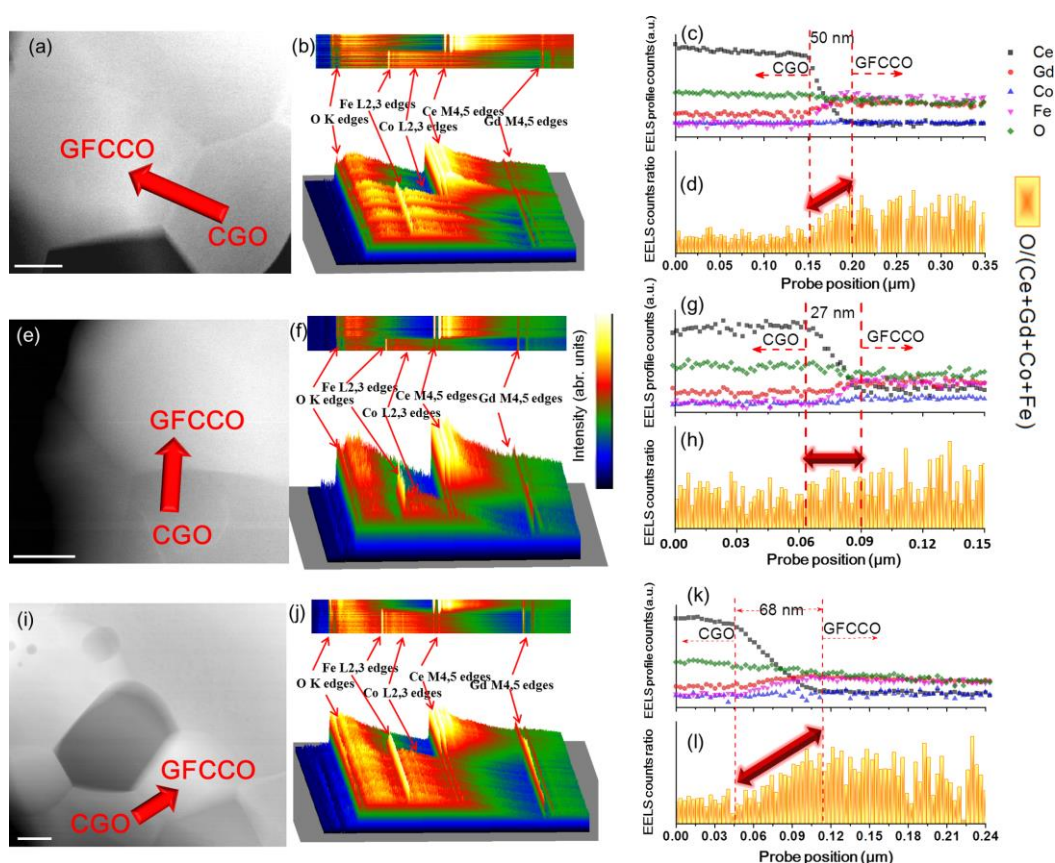 (a)
GFCCO
CGO
(b)
Fe L2,3 edges
O K edges
Ce M4,5 edges
Co L2,3 edges
Gd M4,5 edges
(c)
50 nm
CGO
GFCCO
EELS profile counts (a.u.)
Ce
Gd
Co
Fe
O
(d)
EELS counts ratio
0.00 0.05 0.10 0.15 0.20 0.25 0.30 0.35
Probe position (µm)
O/(Ce+Gd+Co+Fe)
(e)
GFCCO
CGO
(f)
Fe L2,3 edges
O K edges
Ce M4,5 edges
Co L2,3 edges
Gd M4,5 edges
Intensity (abr. units)
(g)
27 nm
CGO
GFCCO
EELS profile counts (a.u.)
(h)
EELS counts ratio
0.00 0.03 0.06 0.09 0.12 0.15
Probe position (µm)
(i)
GFCCO
CGO
(j)
Fe L2,3 edges
O K edges
Ce M4,5 edges
Co L2,3 edges
Gd M4,5 edges
(k)
68 nm
CGO
GFCCO
EELS profile counts (a.u.)
(l)
EELS counts ratio
0.00 0.03 0.06 0.09 0.12 0.15 0.18 0.21 0.24
Probe position (µm)